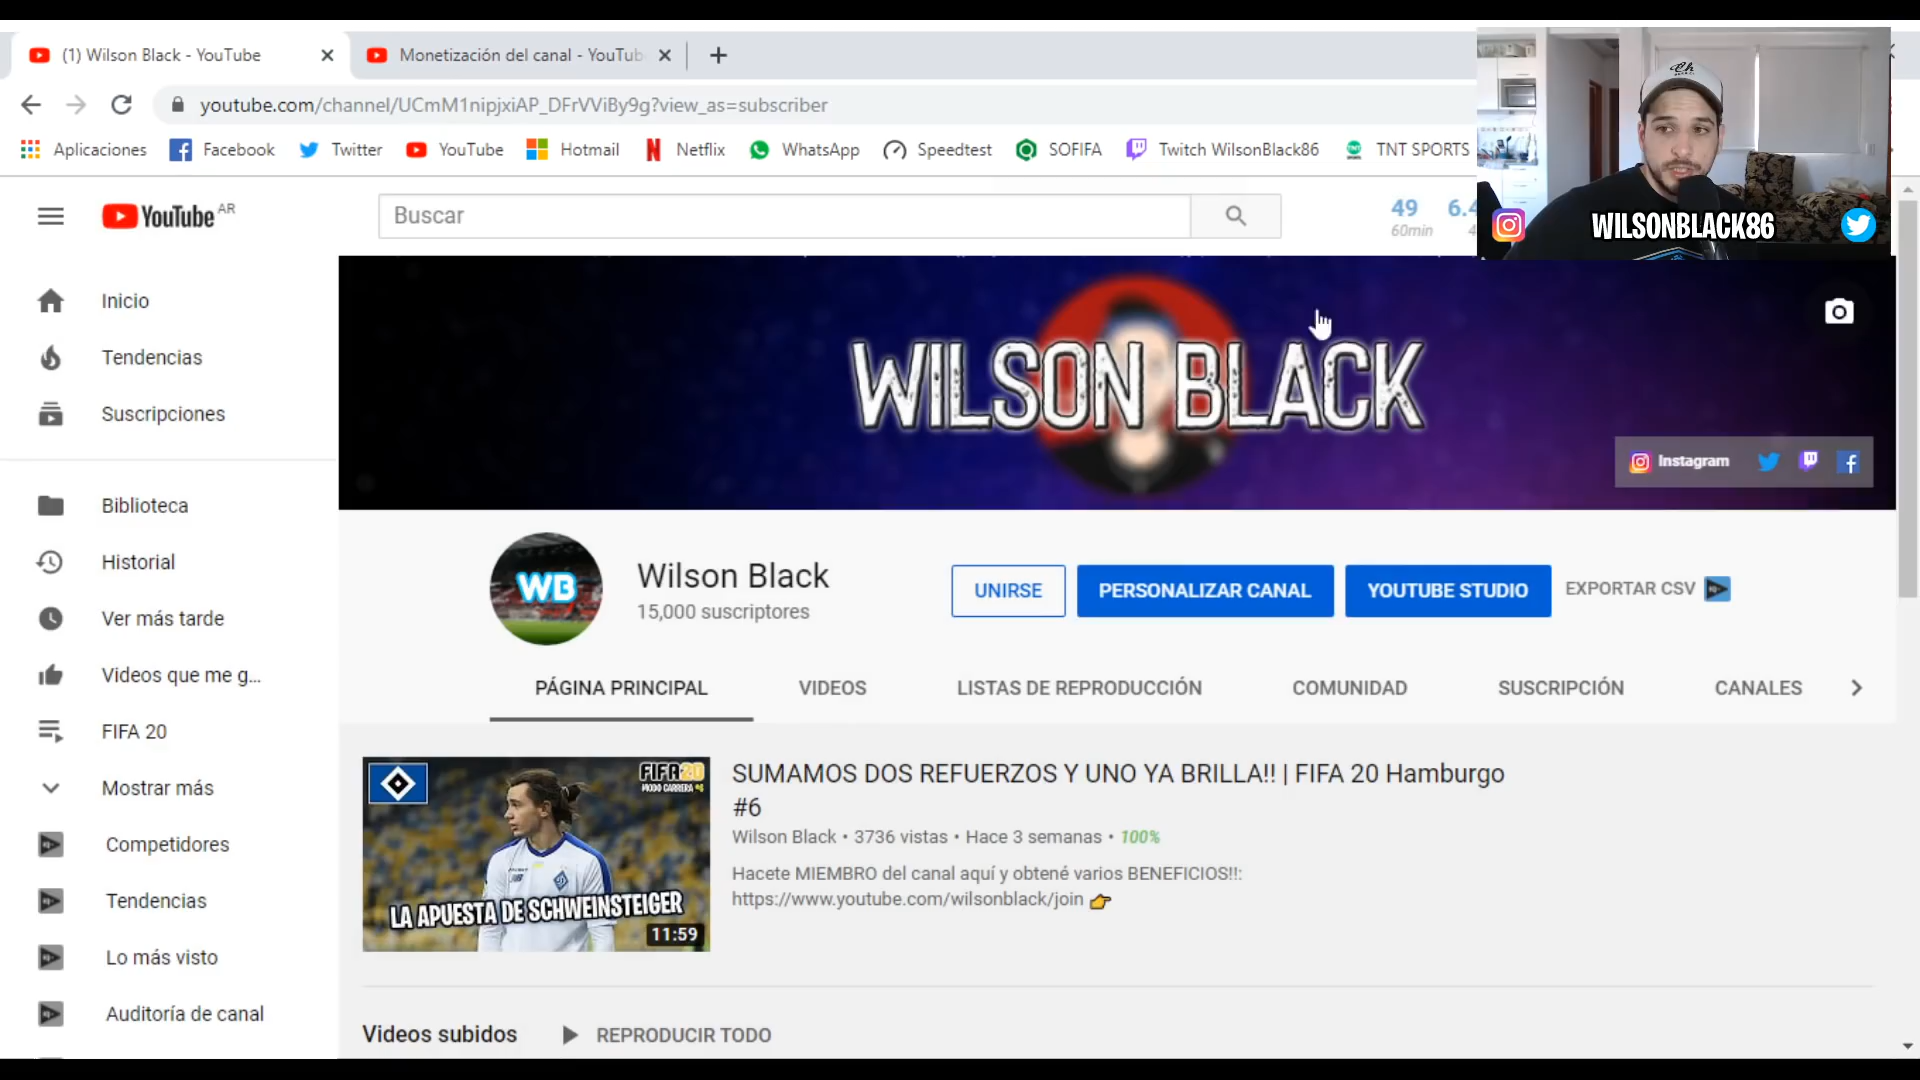 (1) Wilson Black - YouTube
Monetización del canal - YouTub
youtube.com/channel/UCmM1nipjxiAP_DFrVViBy9g?view_as=subscriber
Aplicaciones
Facebook
Twitter
YouTube
Hotmail
Netflix
WhatsApp
Speedtest
SOFIFA
Twitch WilsonBlack86
TNT SPORTS
YouTube AR
Buscar
49
60min
6.4
WILSONBLACK86
Inicio
Tendencias
Suscripciones
Biblioteca
Historial
Ver más tarde
Videos que me g...
FIFA 20
Mostrar más
Competidores
Tendencias
Lo más visto
Auditoría de canal
WILSON BLACK
Instagram
WB
Wilson Black
15,000 suscriptores
UNIRSE
PERSONALIZAR CANAL
YOUTUBE STUDIO
EXPORTAR CSV
PÁGINA PRINCIPAL
VIDEOS
LISTAS DE REPRODUCCIÓN
COMUNIDAD
SUSCRIPCIÓN
CANALES
FIFA 20
MODO CARRERA #6
LA APUESTA DE SCHWEINSTEIGER
11:59
SUMAMOS DOS REFUERZOS Y UNO YA BRILLA!! | FIFA 20 Hamburgo
#6
Wilson Black • 3736 vistas • Hace 3 semanas • 100%
Hacete MIEMBRO del canal aquí y obtené varios BENEFICIOS!!:
https://www.youtube.com/wilsonblack/join 👉
Videos subidos
REPRODUCIR TODO